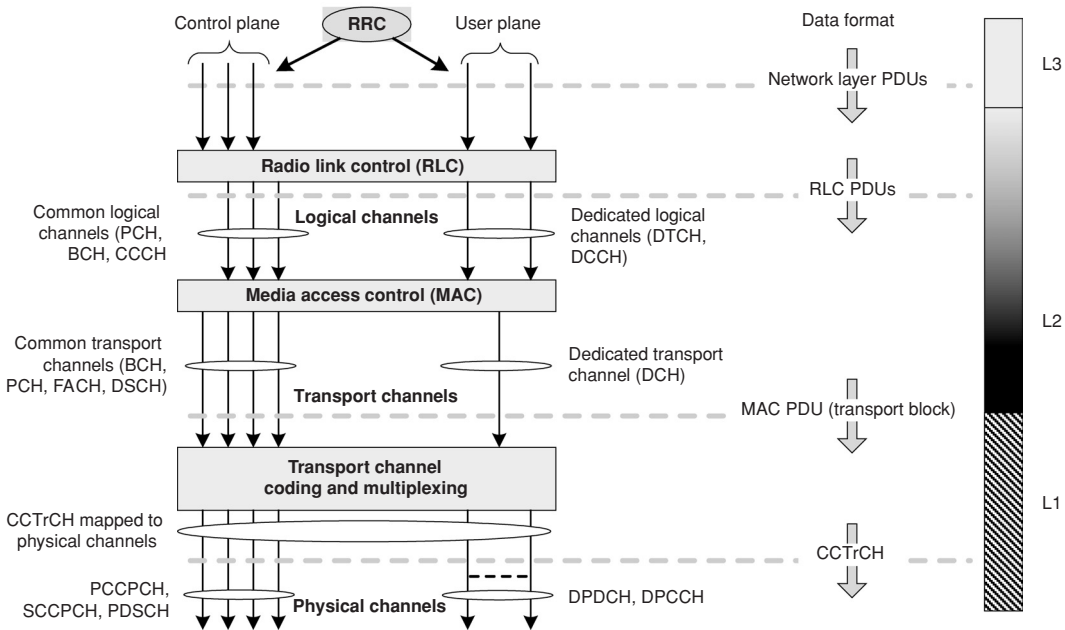 Control plane
RRC
User plane
Data format
L3
Network layer PDUs
Radio link control (RLC)
RLC PDUs
Common logical
channels (PCH,
BCH, CCCH
Logical channels
Dedicated logical
channels (DTCH,
DCCH)
Media access control (MAC)
L2
Common transport
channels (BCH,
PCH, FACH, DSCH)
Dedicated transport
channel (DCH)
Transport channels
MAC PDU (transport block)
Transport channel
coding and multiplexing
L1
CCTrCH mapped to
physical channels
CCTrCH
PCCPCH,
SCCPCH, PDSCH
Physical channels
DPDCH, DPCCH